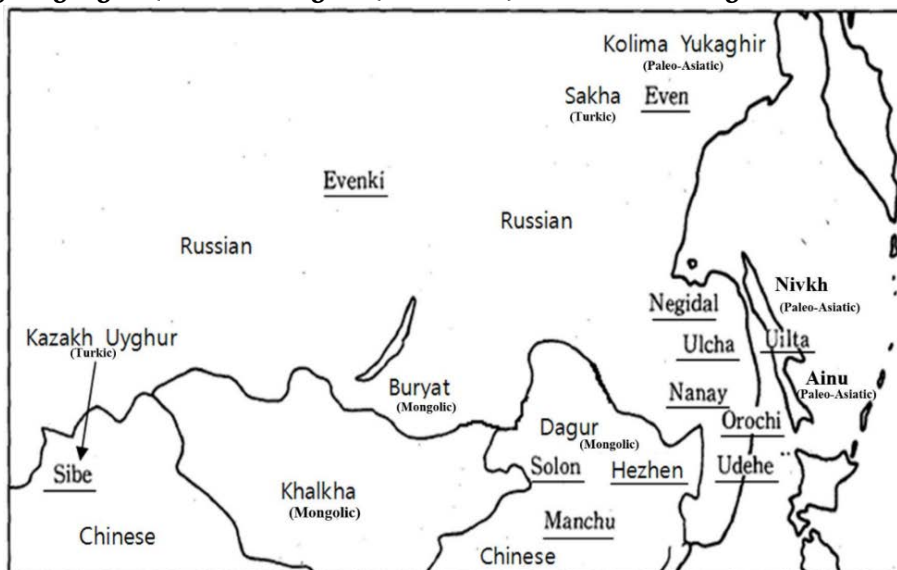 Kolima Yukaghir
(Paleo-Asiatic)
Sakha Even
(Turkic)
Evenki
Russian
Russian
Nivkh
(Paleo-Asiatic)
Negidal
Kazakh Uyghur
(Turkic)
Ulcha Uilta
Buryat
(Mongolic)
Ainu
(Paleo-Asiatic)
Nanay
Orochi
Dagur
(Mongolic)
Sibe
Solon Hezhen Udehe
Khalkha
(Mongolic)
Manchu
Chinese
Chinese